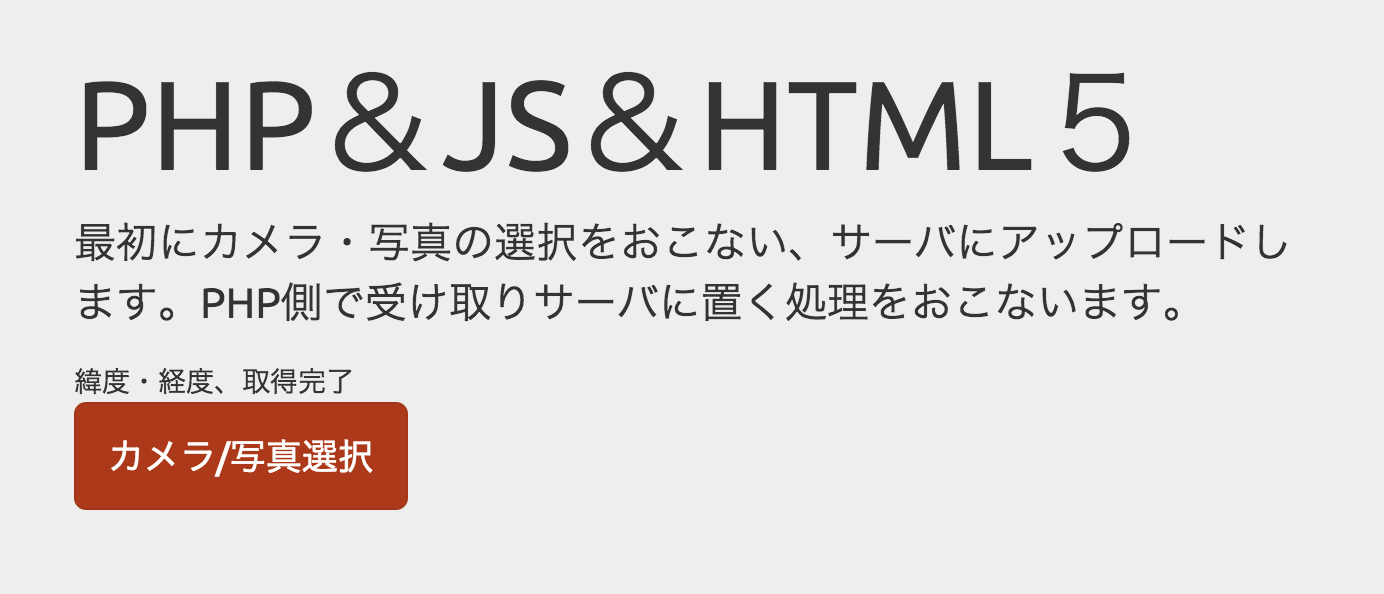 PHP＆JS＆HTML５
最初にカメラ・写真の選択をおこない、サーバにアップロードし
ます。PHP側で受け取りサーバに置く処理をおこないます。
緯度・経度、取得完了
カメラ/写真選択